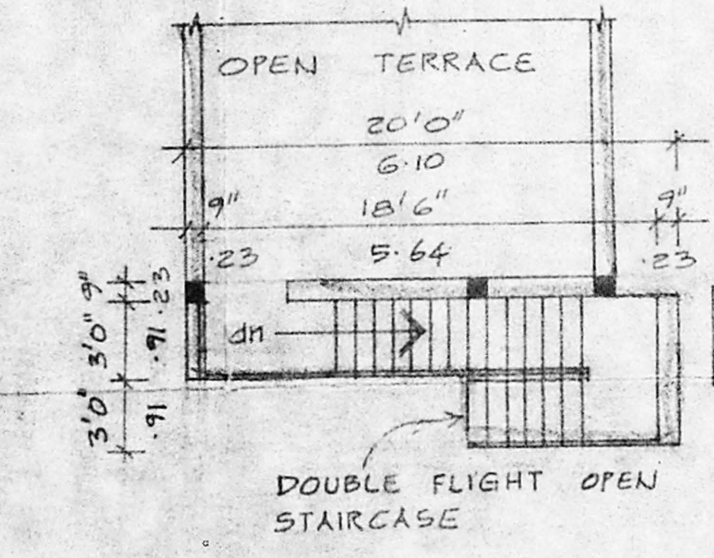 OPEN TERRACE
20'0"
6.10
9" 18'6" 9"
.23 5.64 .23
9" .23
3'0" .91
dn
3'0" .91
DOUBLE FLIGHT OPEN
STAIRCASE